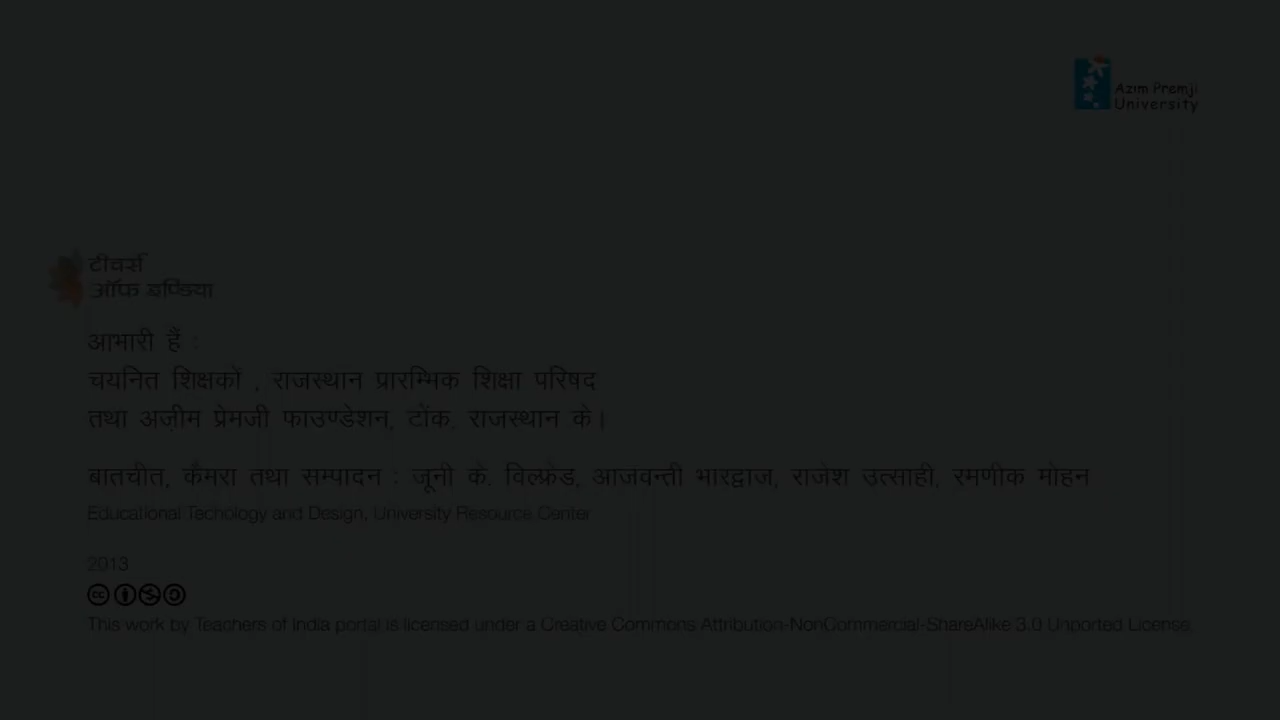 Azim Premji
University
टीचर्स
ऑफ इण्डिया
आभारी हैं :
चयनित शिक्षकों , राजस्थान प्रारम्भिक शिक्षा परिषद
तथा अज़ीम प्रेमजी फाउण्डेशन, टोंक, राजस्थान के।
बातचीत, कैमरा तथा सम्पादन : जूनी के. विल्फ्रेड, आजवन्ती भारद्वाज, राजेश उत्साही, रमणीक मोहन
Educational Technology and Design, University Resource Center
2013
This work by Teachers of India portal is licensed under a Creative Commons Attribution-NonCommercial-ShareAlike 3.0 Unported License.